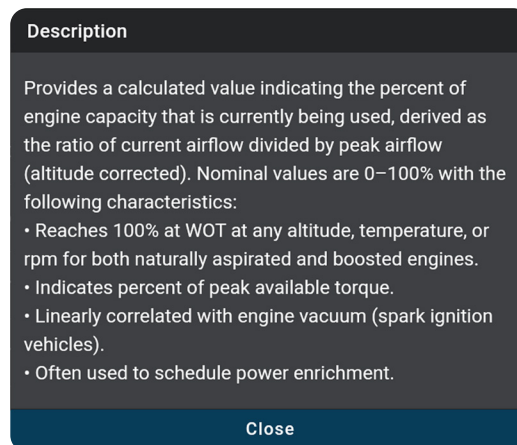 Description
Provides a calculated value indicating the percent of
engine capacity that is currently being used, derived as
the ratio of current airflow divided by peak airflow
(altitude corrected). Nominal values are 0–100% with the
following characteristics:
• Reaches 100% at WOT at any altitude, temperature, or
rpm for both naturally aspirated and boosted engines.
• Indicates percent of peak available torque.
• Linearly correlated with engine vacuum (spark ignition
vehicles).
• Often used to schedule power enrichment.
Close